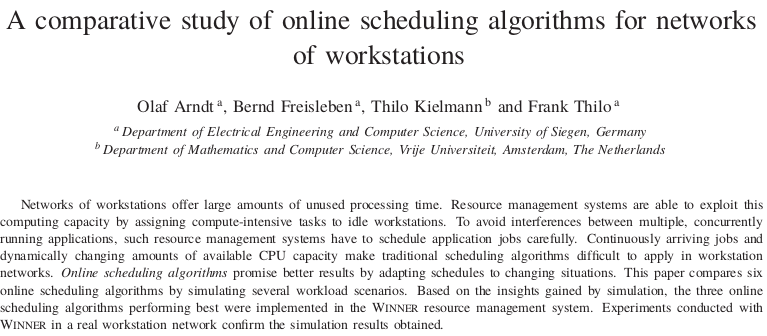 A comparative study of online scheduling algorithms for networks
of workstations
Olaf Arndt a, Bernd Freisleben a, Thilo Kielmann b and Frank Thilo a
a Department of Electrical Engineering and Computer Science, University of Siegen, Germany
b Department of Mathematics and Computer Science, Vrije Universiteit, Amsterdam, The Netherlands
Networks of workstations offer large amounts of unused processing time. Resource management systems are able to exploit this
computing capacity by assigning compute-intensive tasks to idle workstations. To avoid interferences between multiple, concurrently
running applications, such resource management systems have to schedule application jobs carefully. Continuously arriving jobs and
dynamically changing amounts of available CPU capacity make traditional scheduling algorithms difficult to apply in workstation
networks. Online scheduling algorithms promise better results by adapting schedules to changing situations. This paper compares six
online scheduling algorithms by simulating several workload scenarios. Based on the insights gained by simulation, the three online
scheduling algorithms performing best were implemented in the WINNER resource management system. Experiments conducted with
WINNER in a real workstation network confirm the simulation results obtained.